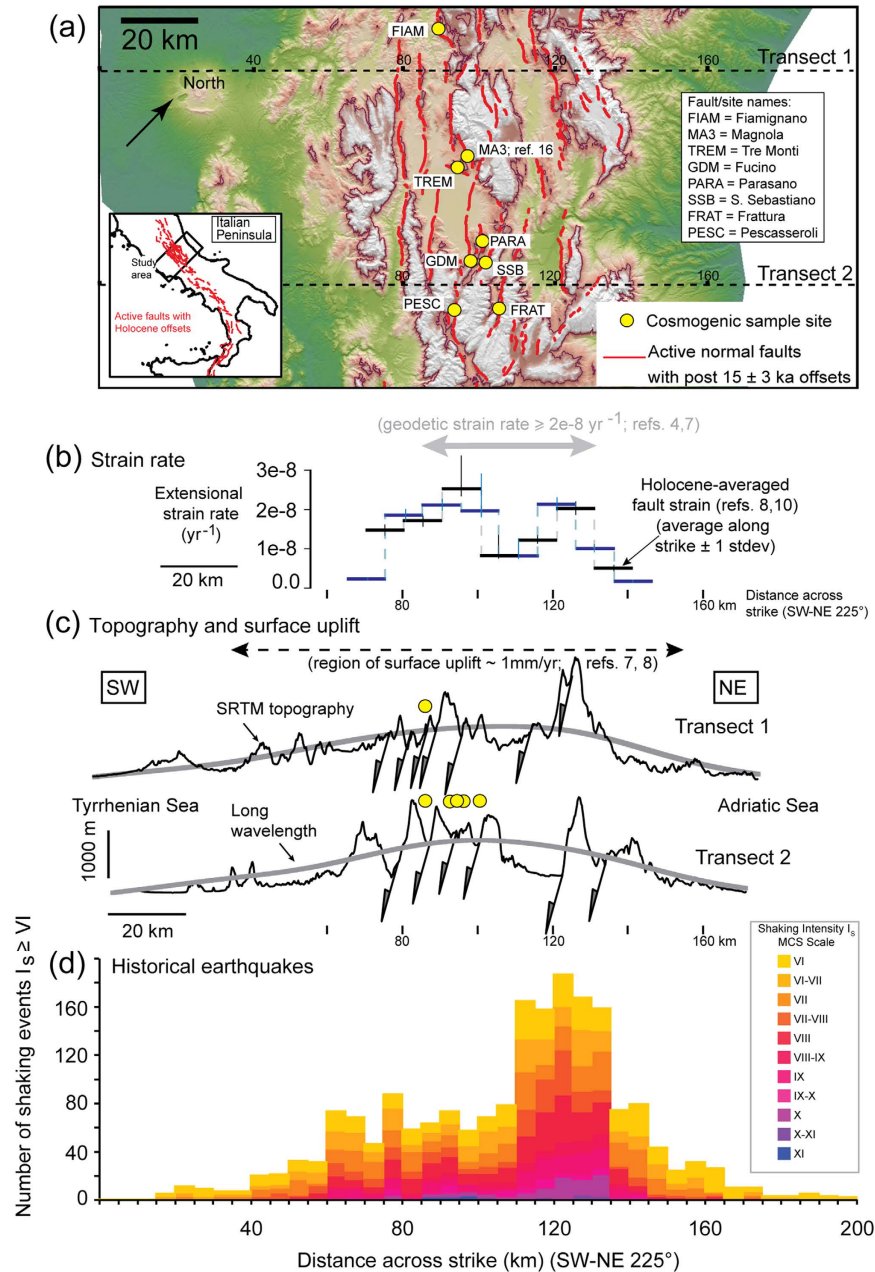 (a)
20 km
FIAM
North
40
80
120
160
Transect 1
MA3; ref. 16
TREM
Fault/site names:
FIAM = Fiamignano
MA3 = Magnola
TREM = Tre Monti
GDM = Fucino
PARA = Parasano
SSB = S. Sebastiano
FRAT = Frattura
PESC = Pescasseroli
Italian
Peninsula
Study
area
Active faults with
Holocene offsets
PARA
GDM
SSB
80
120
160
Transect 2
PESC
FRAT
Cosmogenic sample site
Active normal faults
with post 15 ± 3 ka offsets
(geodetic strain rate ⩾ 2e-8 yr -1; refs. 4,7)
(b) Strain rate
Extensional
strain rate
(yr-1)
20 km
3e-8
2e-8
1e-8
0.0
Holocene-averaged
fault strain (refs. 8,10)
(average along
strike ± 1 stdev)
80
120
160 km
Distance across
strike (SW-NE 225°)
(c) Topography and surface uplift
(region of surface uplift ~ 1mm/yr; refs. 7, 8)
SW
NE
SRTM topography
Transect 1
Tyrrhenian Sea
Adriatic Sea
1000 m
Long
wavelength
Transect 2
20 km
80
120
160 km
(d) Historical earthquakes
Number of shaking events Is ≥ VI
160
120
80
40
0
Shaking Intensity Is
MCS Scale
VI
VI-VII
VII
VII-VIII
VIII
VIII-IX
IX
IX-X
X
X-XI
XI
40
80
120
160
200
Distance across strike (km) (SW-NE 225°)